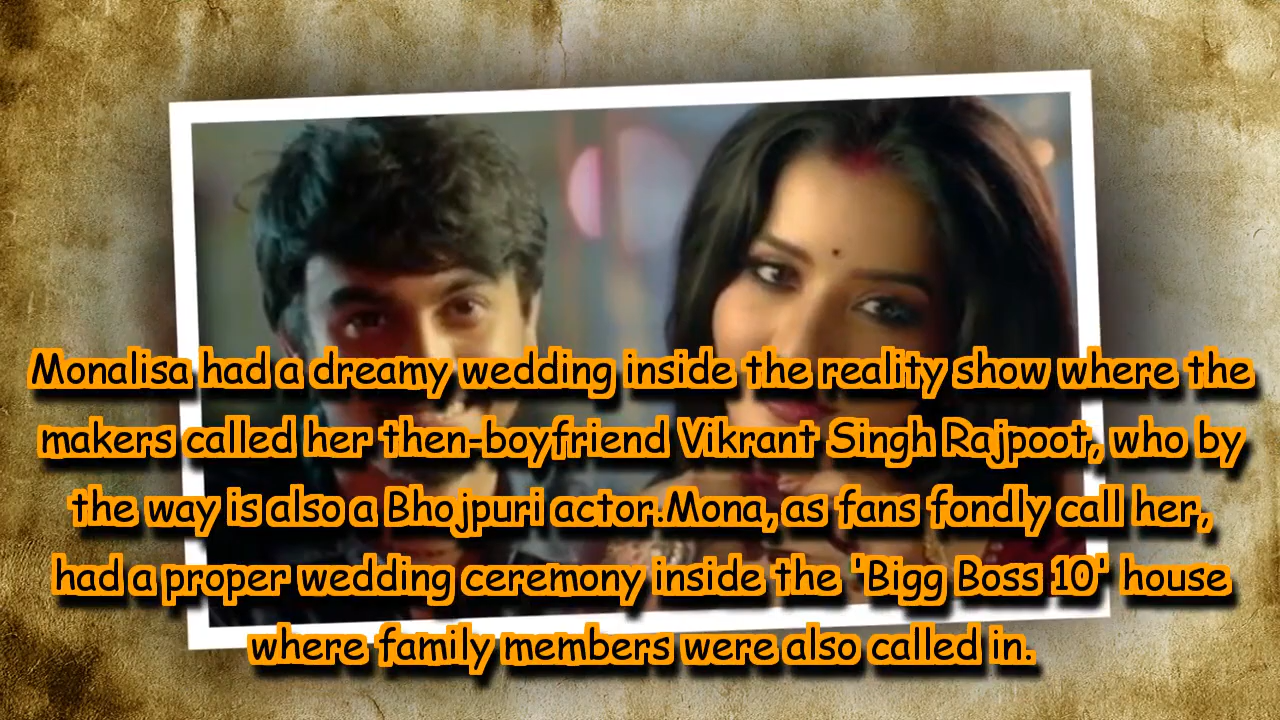 Monalisa had a dreamy wedding inside the reality show where the
makers called her then-boyfriend Vikrant Singh Rajpoot, who by
the way is also a Bhojpuri actor.Mona, as fans fondly call her,
had a proper wedding ceremony inside the 'Bigg Boss 10' house
where family members were also called in.